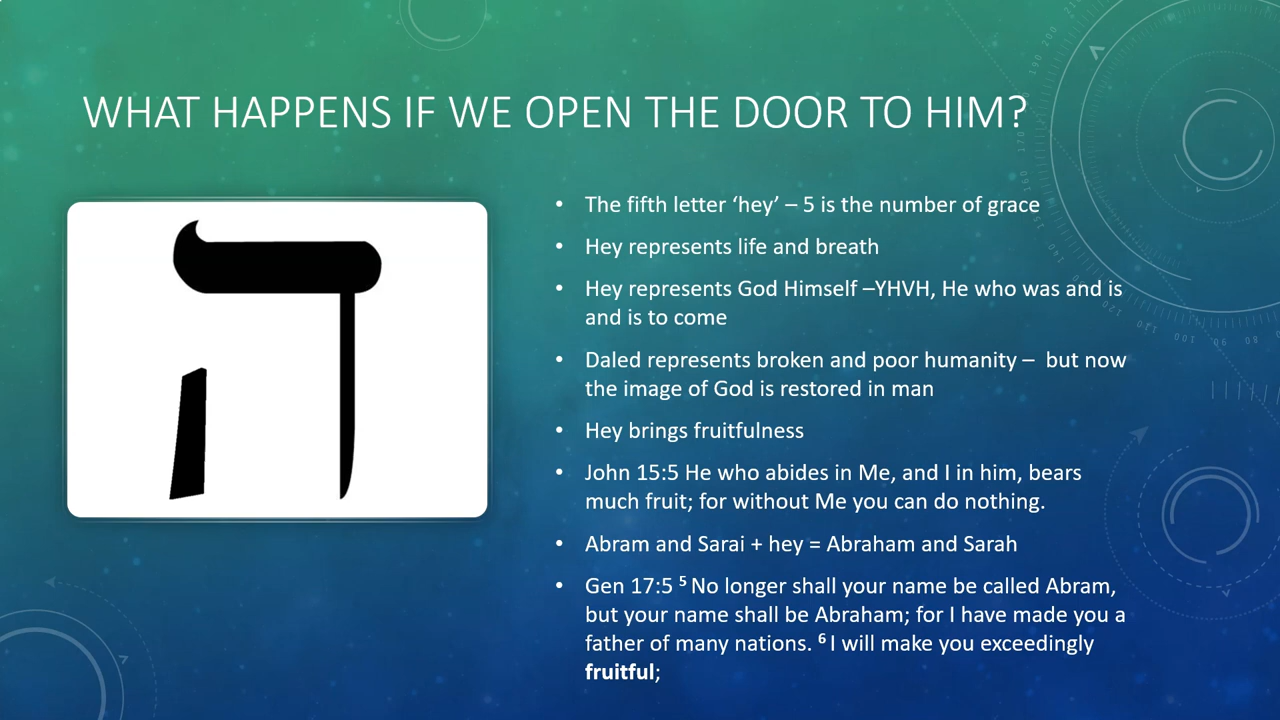 WHAT HAPPENS IF WE OPEN THE DOOR TO HIM?
ה
• The fifth letter ‘hey’ – 5 is the number of grace
• Hey represents life and breath
• Hey represents God Himself –YHVH, He who was and is
and is to come
• Daled represents broken and poor humanity – but now
the image of God is restored in man
• Hey brings fruitfulness
• John 15:5 He who abides in Me, and I in him, bears
much fruit; for without Me you can do nothing.
• Abram and Sarai + hey = Abraham and Sarah
• Gen 17:5 ⁵ No longer shall your name be called Abram,
but your name shall be Abraham; for I have made you a
father of many nations. ⁶ I will make you exceedingly
fruitful;